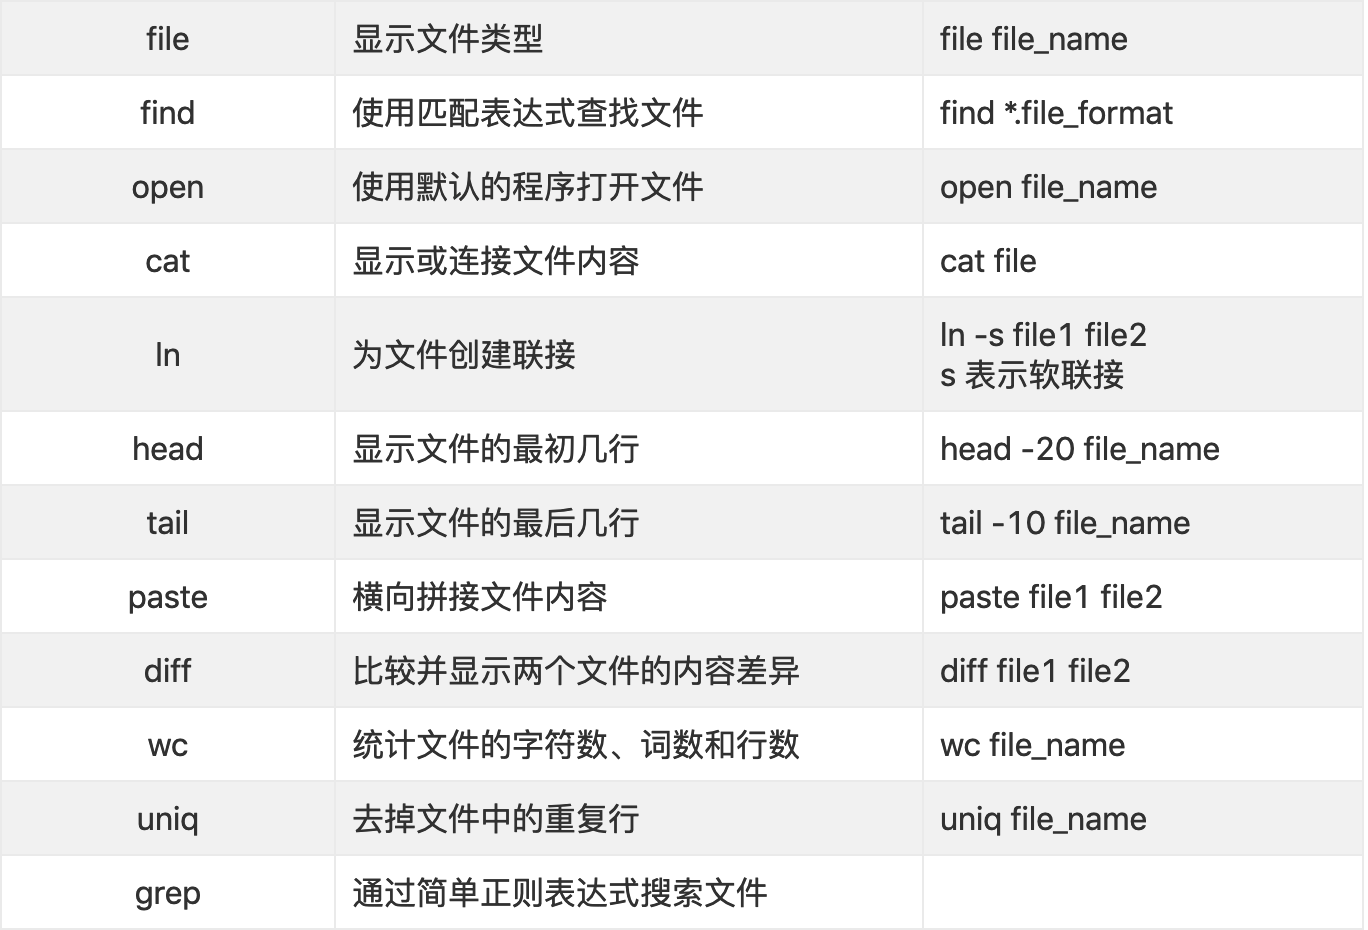 file 显示文件类型 file file_name
find 使用匹配表达式查找文件 find *.file_format
open 使用默认的程序打开文件 open file_name
cat 显示或连接文件内容 cat file
ln 为文件创建联接 ln -s file1 file2
s 表示软联接
head 显示文件的最初几行 head -20 file_name
tail 显示文件的最后几行 tail -10 file_name
paste 横向拼接文件内容 paste file1 file2
diff 比较并显示两个文件的内容差异 diff file1 file2
wc 统计文件的字符数、词数和行数 wc file_name
uniq 去掉文件中的重复行 uniq file_name
grep 通过简单正则表达式搜索文件